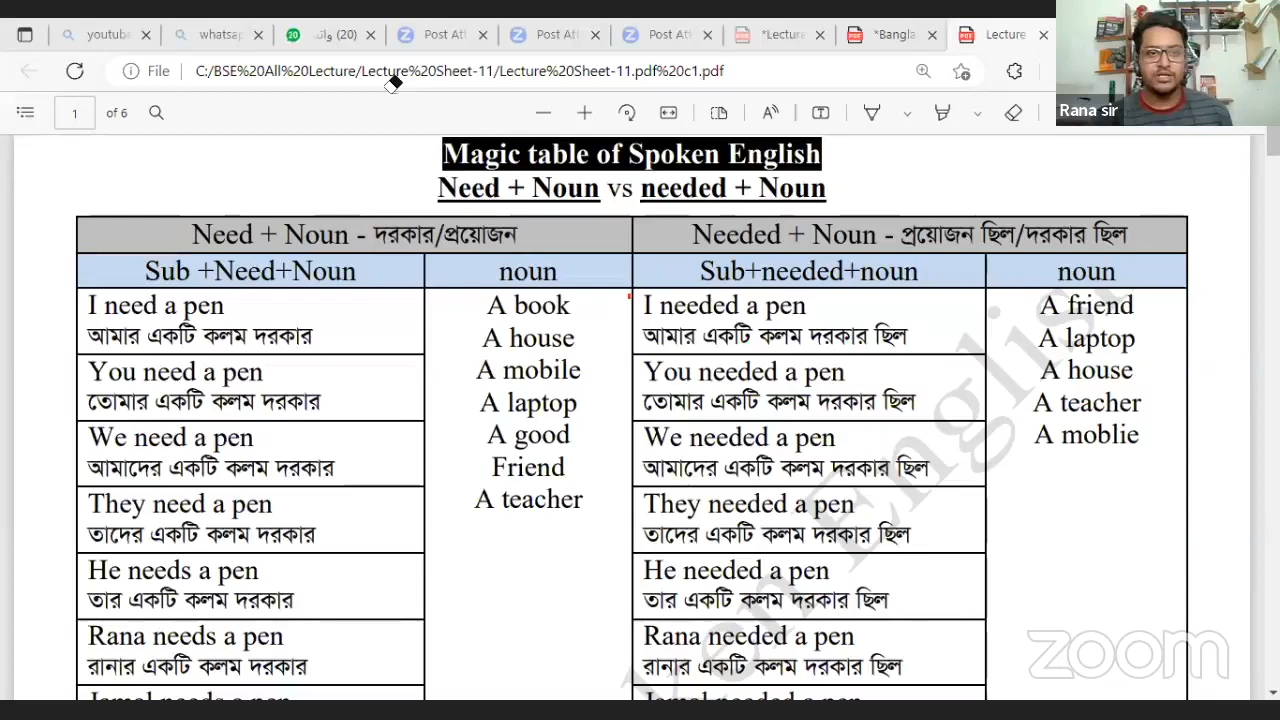 youtube
whatsap
20
(20)
Post Att
Post Att
Post Att
*Lecture
*Bangla
Lecture
File
C:/BSE%20All%20Lecture/Lecture%20Sheet-11/Lecture%20Sheet-11.pdf%20c1.pdf
Rana sir
1 of 6
Magic table of Spoken English
Need + Noun vs needed + Noun
Need + Noun - দরকার/প্রয়োজন
Needed + Noun - প্রয়োজন ছিল/দরকার ছিল
Sub +Need+Noun
noun
Sub+needed+noun
noun
I need a pen
আমার একটি কলম দরকার
You need a pen
তোমার একটি কলম দরকার
We need a pen
আমাদের একটি কলম দরকার
They need a pen
তাদের একটি কলম দরকার
He needs a pen
তার একটি কলম দরকার
Rana needs a pen
রানার একটি কলম দরকার
Jamal needs a pen
A book
A house
A mobile
A laptop
A good
Friend
A teacher
I needed a pen
আমার একটি কলম দরকার ছিল
You needed a pen
তোমার একটি কলম দরকার ছিল
We needed a pen
আমাদের একটি কলম দরকার ছিল
They needed a pen
তাদের একটি কলম দরকার ছিল
He needed a pen
তার একটি কলম দরকার ছিল
Rana needed a pen
রানার একটি কলম দরকার ছিল
Jamal needed a pen
A friend
A laptop
A house
A teacher
A moblie
zoom